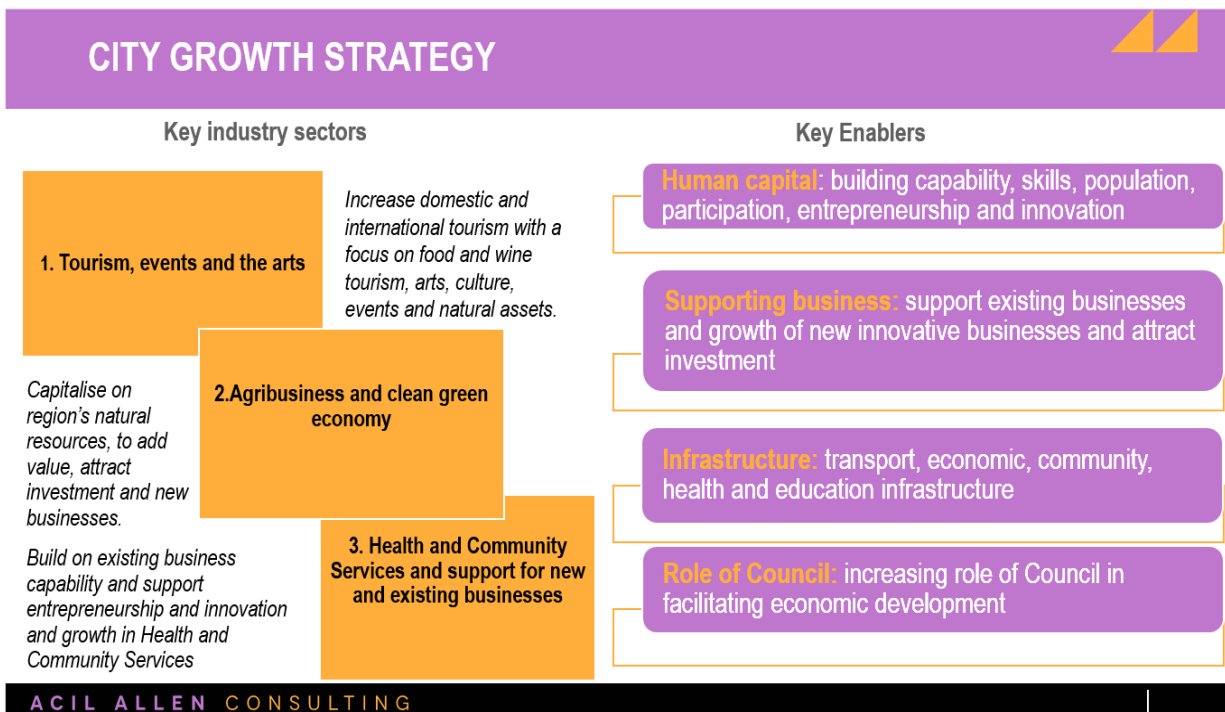 CITY GROWTH STRATEGY
Key industry sectors
1. Tourism, events and the arts
Increase domestic and
international tourism with a
focus on food and wine
tourism, arts, culture,
events and natural assets.
Capitalise on
region’s natural
resources, to add
value, attract
investment and new
businesses.
2.Agribusiness and clean green
economy
Build on existing business
capability and support
entrepreneurship and innovation
and growth in Health and
Community Services
3. Health and Community
Services and support for new
and existing businesses
Key Enablers
Human capital: building capability, skills, population,
participation, entrepreneurship and innovation
Supporting business: support existing businesses
and growth of new innovative businesses and attract
investment
Infrastructure: transport, economic, community,
health and education infrastructure
Role of Council: increasing role of Council in
facilitating economic development
ACIL ALLEN CONSULTING